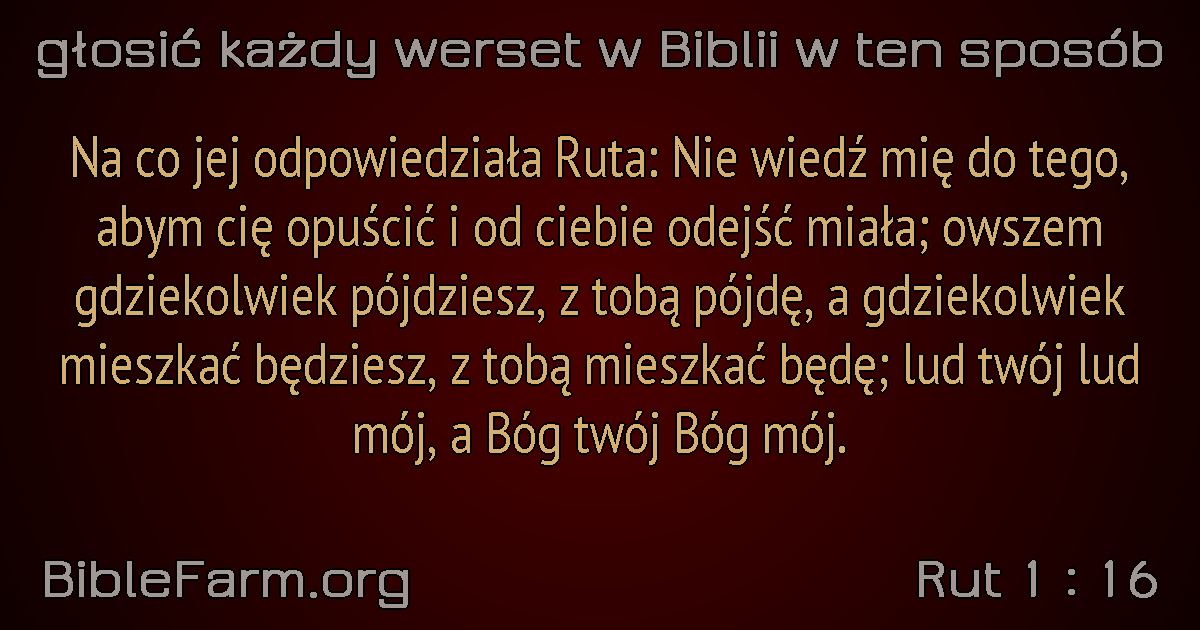 głosić każdy werset w Biblii w ten sposób
Na co jej odpowiedziała Ruta: Nie wiedź mię do tego,
abym cię opuścić i od ciebie odejść miała; owszem
gdziekolwiek pójdziesz, z tobą pójdę, a gdziekolwiek
mieszkać będziesz, z tobą mieszkać będę; lud twój lud
mój, a Bóg twój Bóg mój.
BibleFarm.org
Rut 1 : 16